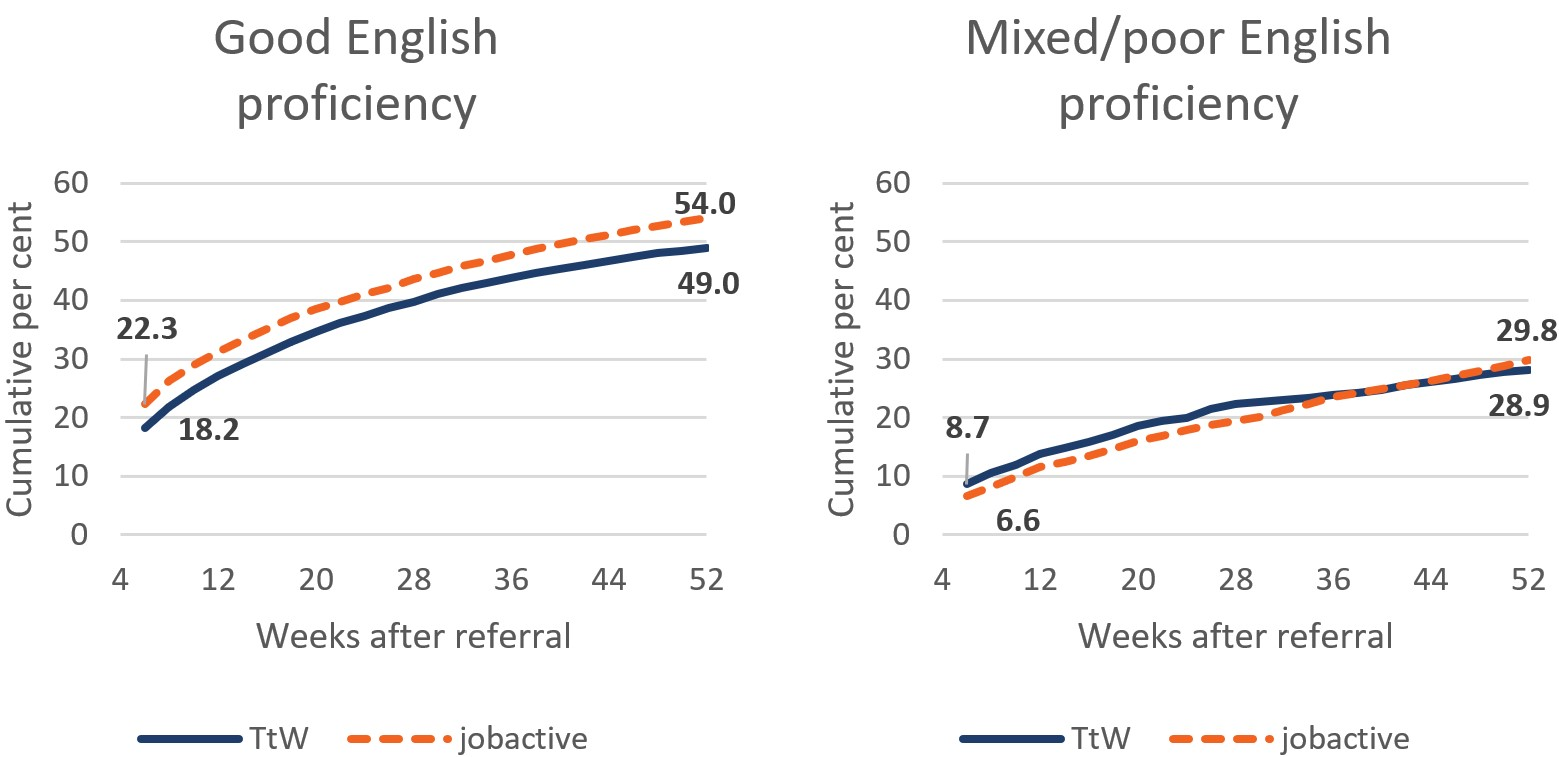 Good English
proficiency
Cumulative per cent
60
50
40
30
20
10
0
22.3
18.2
54.0
49.0
4 12 20 28 36 44 52
Weeks after referral
TtW jobactive
Mixed/poor English
proficiency
Cumulative per cent
60
50
40
30
20
10
0
8.7
6.6
29.8
28.9
4 12 20 28 36 44 52
Weeks after referral
TtW jobactive